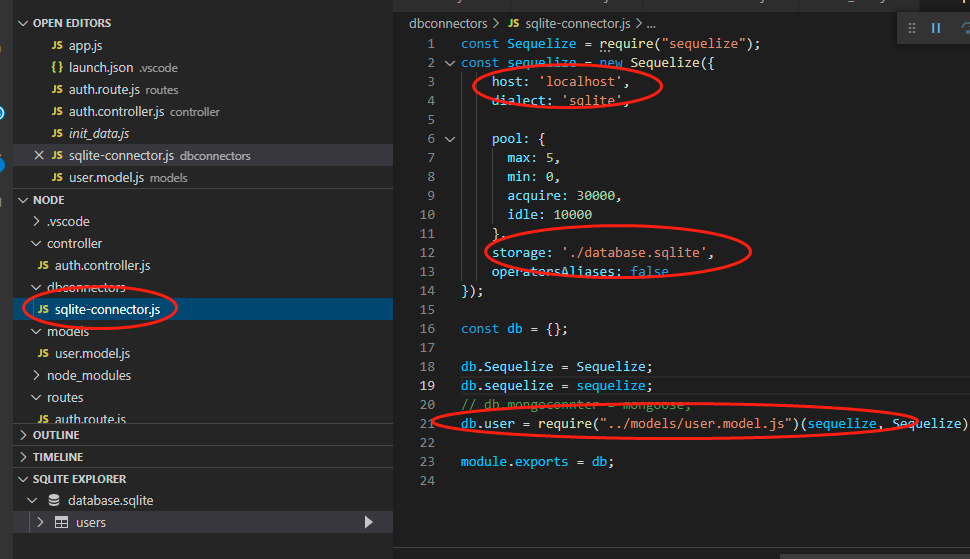 OPEN EDITORS
JS app.js
{} launch.json .vscode
JS auth.route.js routes
JS auth.controller.js controller
JS init_data.js
JS sqlite-connector.js dbconnectors
JS user.model.js models
NODE
.vscode
controller
JS auth.controller.js
dbconnectors
JS sqlite-connector.js
models
JS user.model.js
node_modules
routes
JS auth.route.js
OUTLINE
TIMELINE
SQLITE EXPLORER
database.sqlite
users
dbconnectors > JS sqlite-connector.js > ...
1 const Sequelize = require("sequelize");
2 const sequelize = new Sequelize({
3 host: 'localhost',
4 dialect: 'sqlite',
5
6 pool: {
7 max: 5,
8 min: 0,
9 acquire: 30000,
10 idle: 10000
11 },
12 storage: './database.sqlite',
13 operatorsAliases: false
14 });
15
16 const db = {};
17
18 db.Sequelize = Sequelize;
19 db.sequelize = sequelize;
20 // db.mongoconnter = mongoose;
21 db.user = require("../models/user.model.js")(sequelize, Sequelize)
22
23 module.exports = db;
24